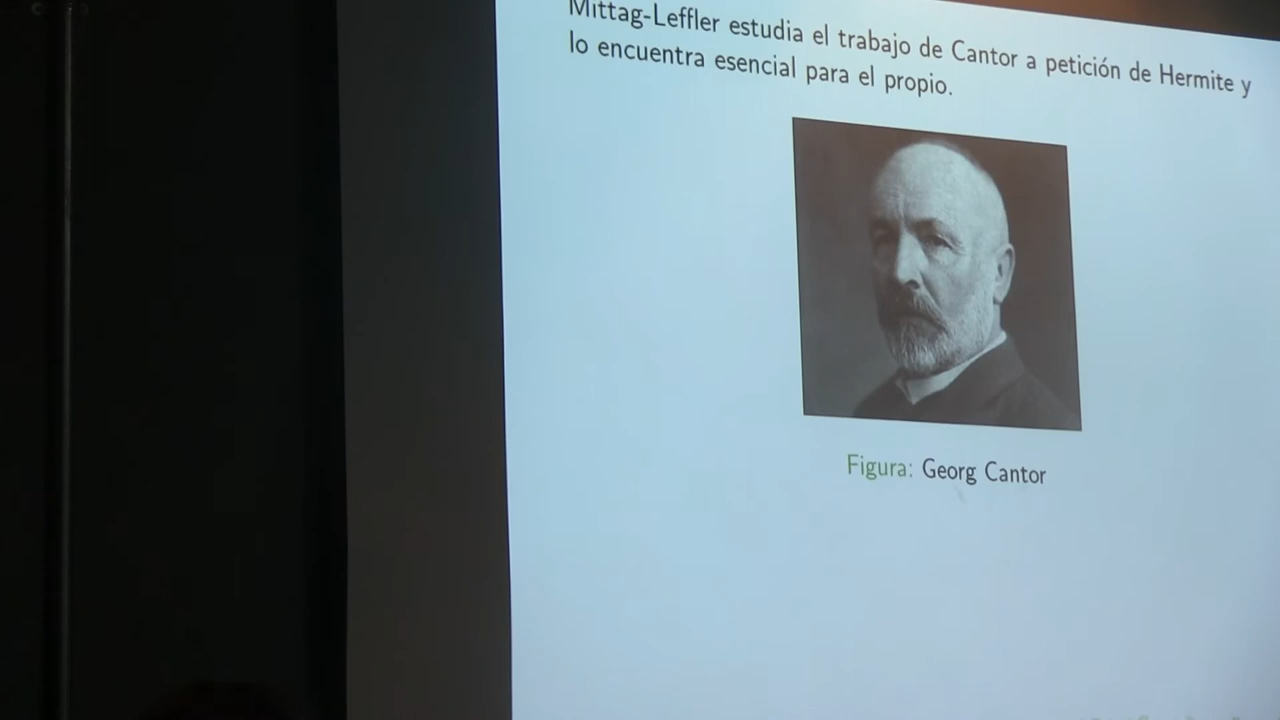 Mittag-Leffler estudia el trabajo de Cantor a petición de Hermite y
lo encuentra esencial para el propio.
Figura: Georg Cantor